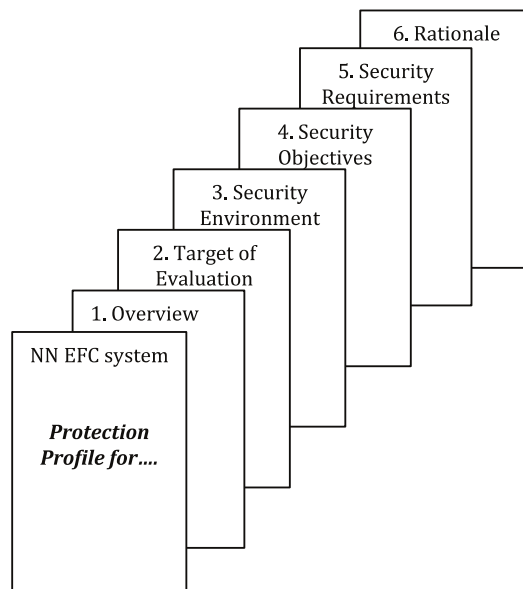 6. Rationale
5. Security
Requirements
4. Security
Objectives
3. Security
Environment
2. Target of
Evaluation
1. Overview
NN EFC system
Protection
Profile for....